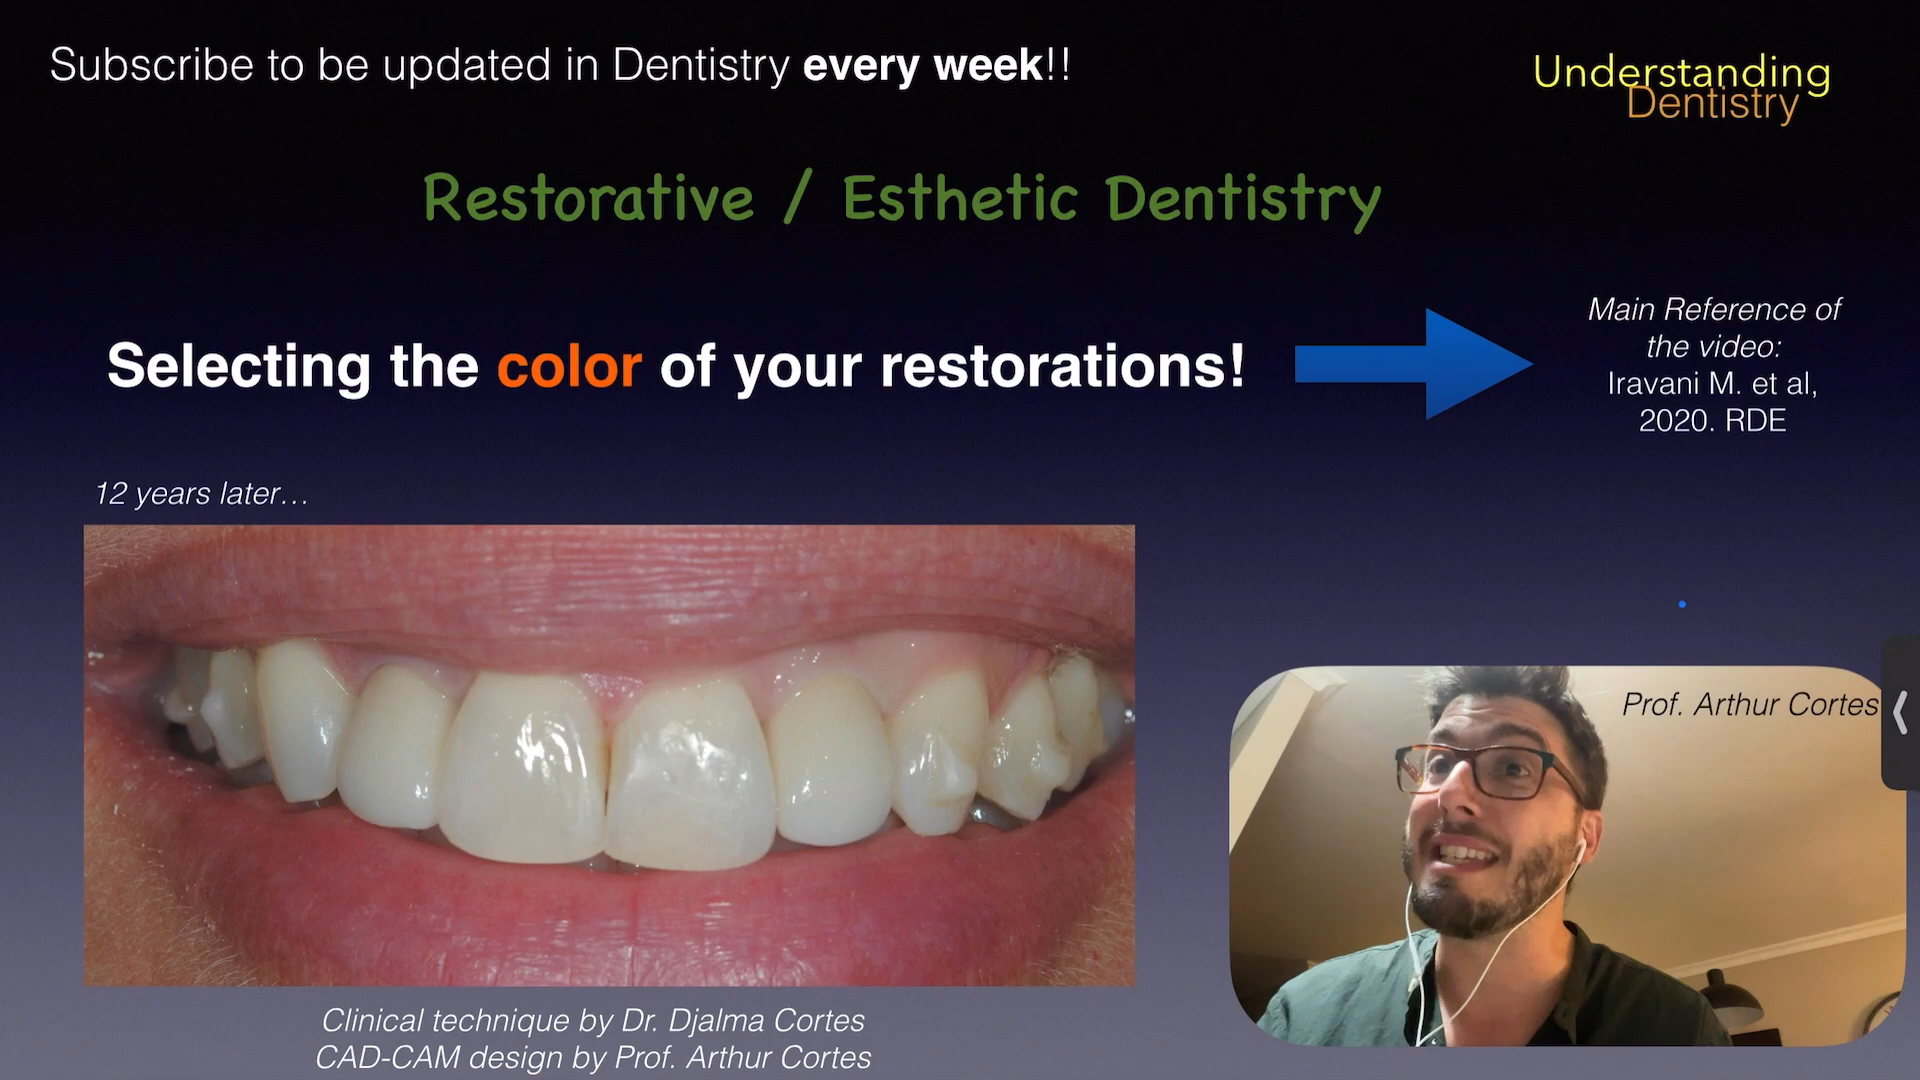 Subscribe to be updated in Dentistry every week!!
Understanding
Dentistry
Restorative / Esthetic Dentistry
Selecting the color of your restorations!
Main Reference of
the video:
Iravani M. et al,
2020. RDE
12 years later…
Prof. Arthur Cortes
Clinical technique by Dr. Djalma Cortes
CAD-CAM design by Prof. Arthur Cortes